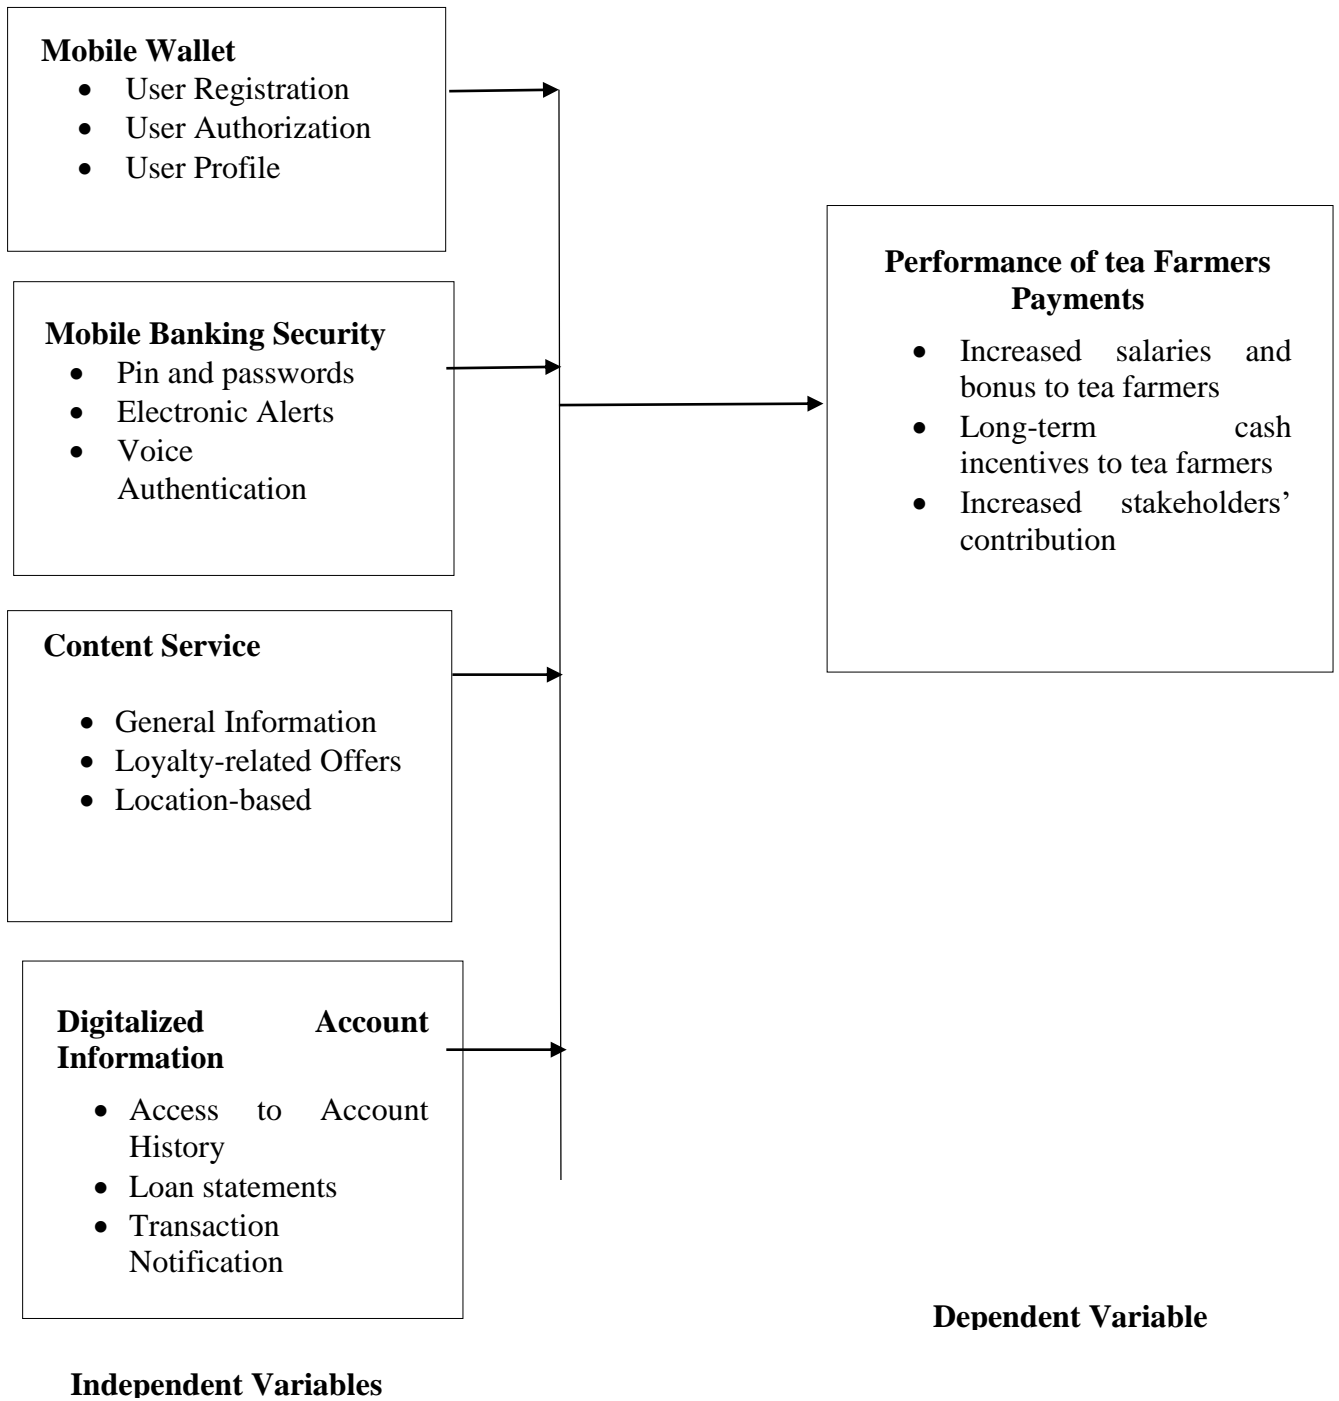 Mobile Wallet
• User Registration
• User Authorization
• User Profile
Mobile Banking Security
• Pin and passwords
• Electronic Alerts
• Voice
Authentication
Content Service
• General Information
• Loyalty-related Offers
• Location-based
Digitalized Account
Information
• Access to Account
History
• Loan statements
• Transaction
Notification
Independent Variables
Performance of tea Farmers
Payments
• Increased salaries and
bonus to tea farmers
• Long-term cash
incentives to tea farmers
• Increased stakeholders’
contribution
Dependent Variable